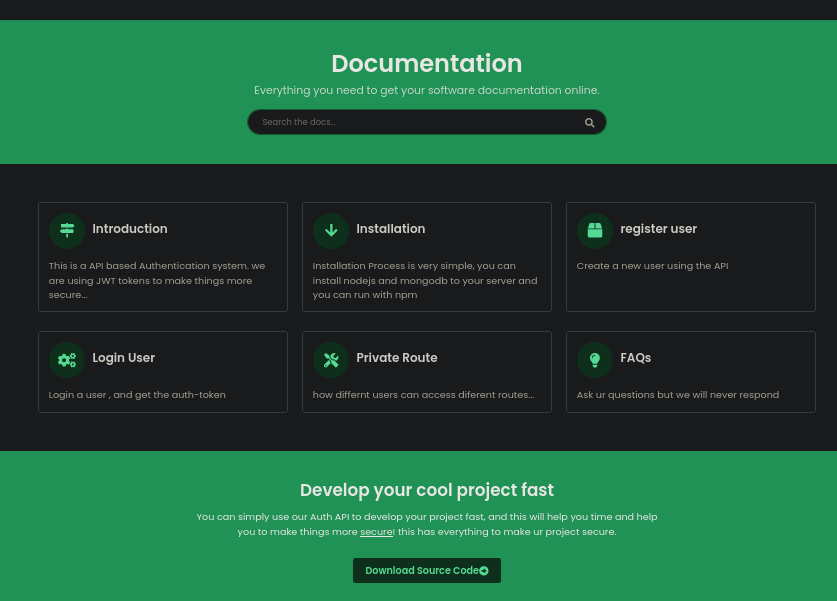 Documentation
Everything you need to get your software documentation online.
Search the docs...
Introduction
This is a API based Authentication system. we
are using JWT tokens to make things more
secure...
Installation
Installation Process is very simple, you can
install nodejs and mongodb to your server and
you can run with npm
register user
Create a new user using the API
Login User
Login a user , and get the auth-token
Private Route
how differnt users can access diferent routes...
FAQs
Ask ur questions but we will never respond
Develop your cool project fast
You can simply use our Auth API to develop your project fast, and this will help you time and help
you to make things more secure! this has everything to make ur project secure.
Download Source Code